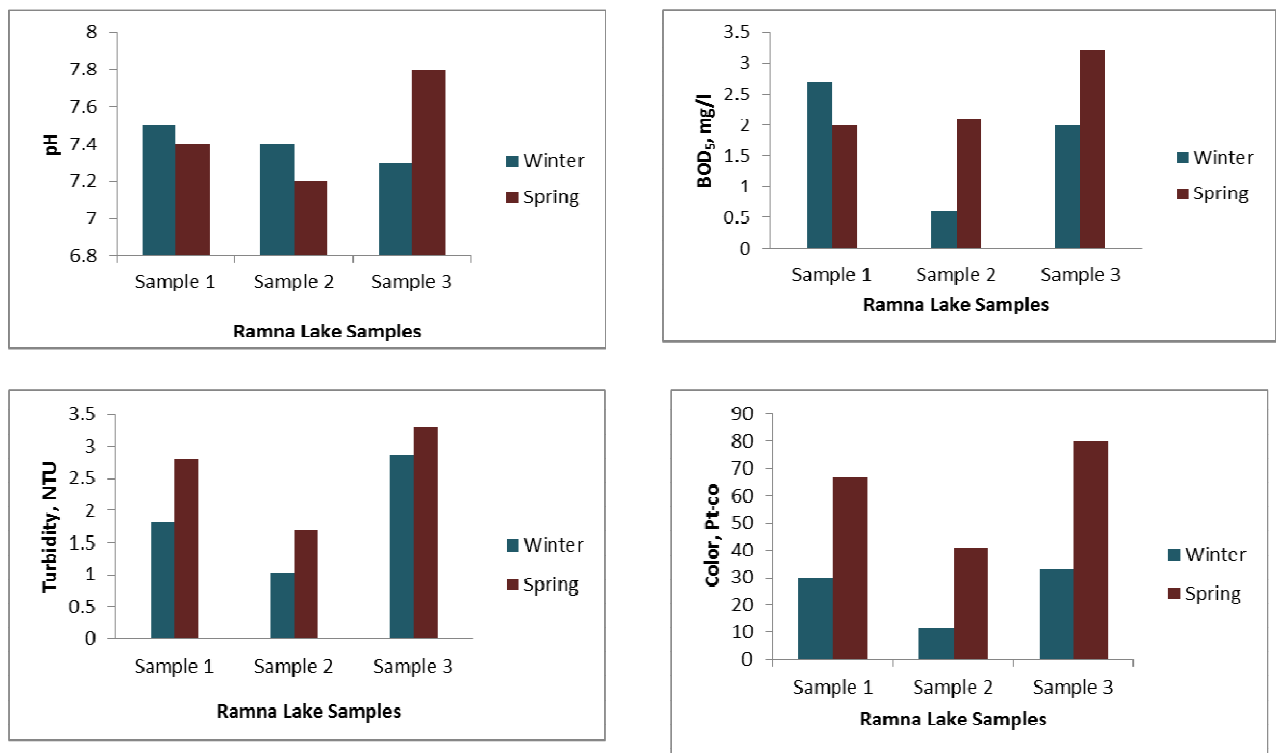 8
7.8
7.6
7.4
7.2
7
6.8
pH
Sample 1 Sample 2 Sample 3
Ramna Lake Samples
Winter
Spring
3.5
3
2.5
2
1.5
1
0.5
0
BOD5, mg/l
Sample 1 Sample 2 Sample 3
Ramna Lake Samples
Winter
Spring
3.5
3
2.5
2
1.5
1
0.5
0
Turbidity, NTU
Sample 1 Sample 2 Sample 3
Ramna Lake Samples
Winter
Spring
90
80
70
60
50
40
30
20
10
0
Color, Pt-co
Sample 1 Sample 2 Sample 3
Ramna Lake Samples
Winter
Spring